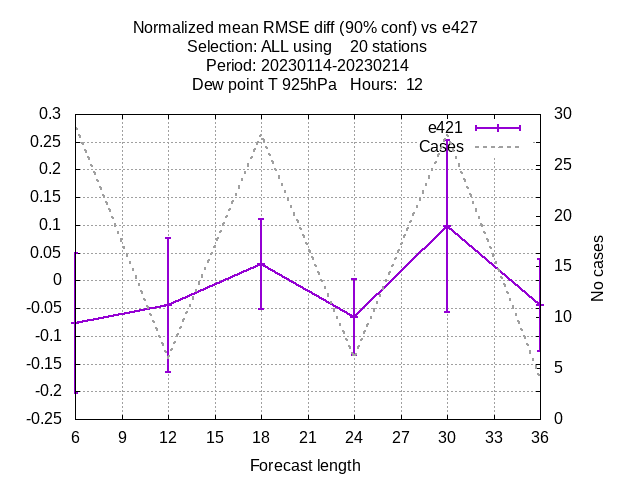 Normalized mean RMSE diff (90% conf) vs e427
Selection: ALL using    20 stations
Period: 20230114-20230214
Dew point T 925hPa   Hours:  12
0.3
0.25
0.2
0.15
0.1
0.05
0
-0.05
-0.1
-0.15
-0.2
-0.25
e421
Cases
30
25
20
15
10
5
0
No cases
6 9 12 15 18 21 24 27 30 33 36
Forecast length